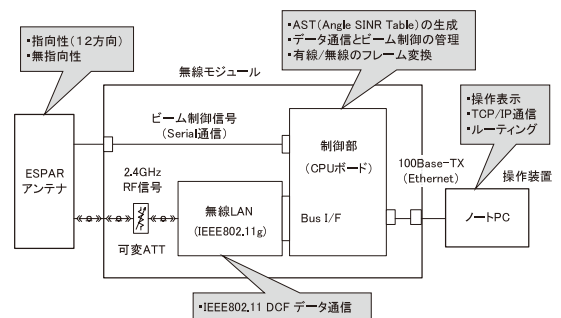 ・AST(Angle SINR Table)の生成
・データ通信とビーム制御の管理
・有線/無線のフレーム変換
・指向性(12方向)
・無指向性
無線モジュール
・操作表示
・TCP/IP通信
・ルーティング
ビーム制御信号
(Serial通信)
制御部
(CPUボード)
100Base-TX
(Ethernet)
操作装置
ESPAR
アンテナ
2.4GHz
RF信号
無線LAN
(IEEE802.11g)
Bus I/F
ノートPC
可変ATT
・IEEE802.11 DCF データ通信